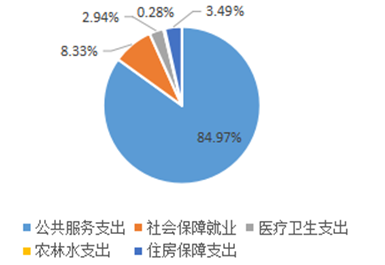 2.94%
0.28%
3.49%
8.33%
84.97%
公共服务支出 社会保障就业 医疗卫生支出
农林水支出 住房保障支出